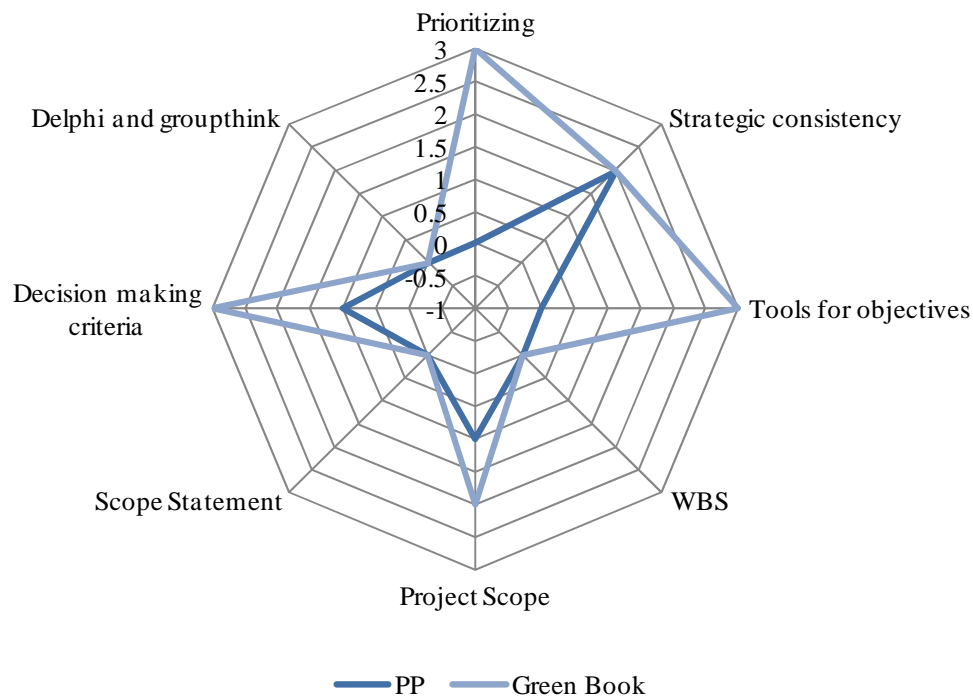 Prioritizing
3
2.5
2
1.5
1
0.5
0
-0.5
-1
Delphi and groupthink
Strategic consistency
Decision making
criteria
Tools for objectives
Scope Statement
WBS
Project Scope
PP
Green Book